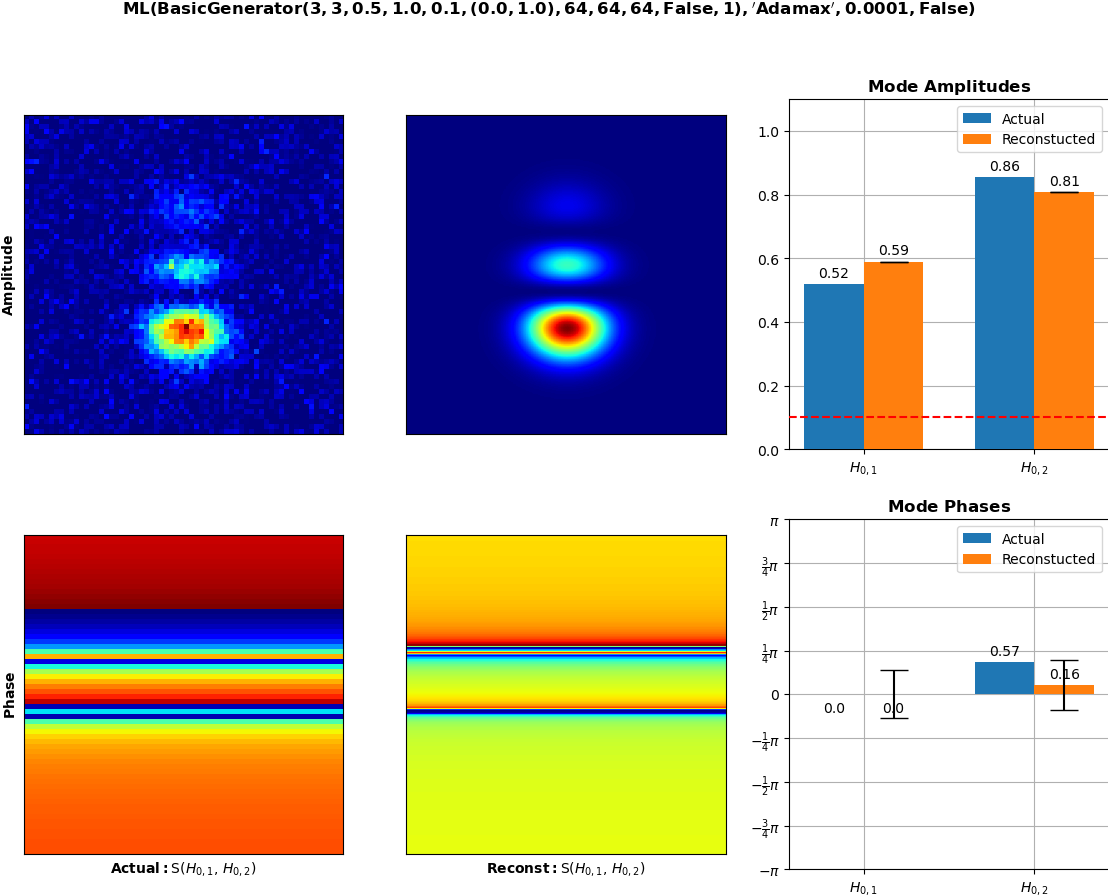 ML(BasicGenerator(3, 3, 0.5, 1.0, 0.1, (0.0, 1.0), 64, 64, 64, False, 1), 'Adamax', 0.0001, False)
Mode Amplitudes
Amplitude
1.0
0.8
0.6
0.4
0.2
0.0
Actual
Reconstucted
0.52
0.59
0.86
0.81
H0,1
H0,2
Mode Phases
Phase
π
3/4π
1/2π
1/4π
0
−1/4π
−1/2π
−3/4π
−π
Actual
Reconstucted
0.0
0.0
0.57
0.16
H0,1
H0,2
Actual: S(H0,1, H0,2)
Reconst: S(H0,1, H0,2)